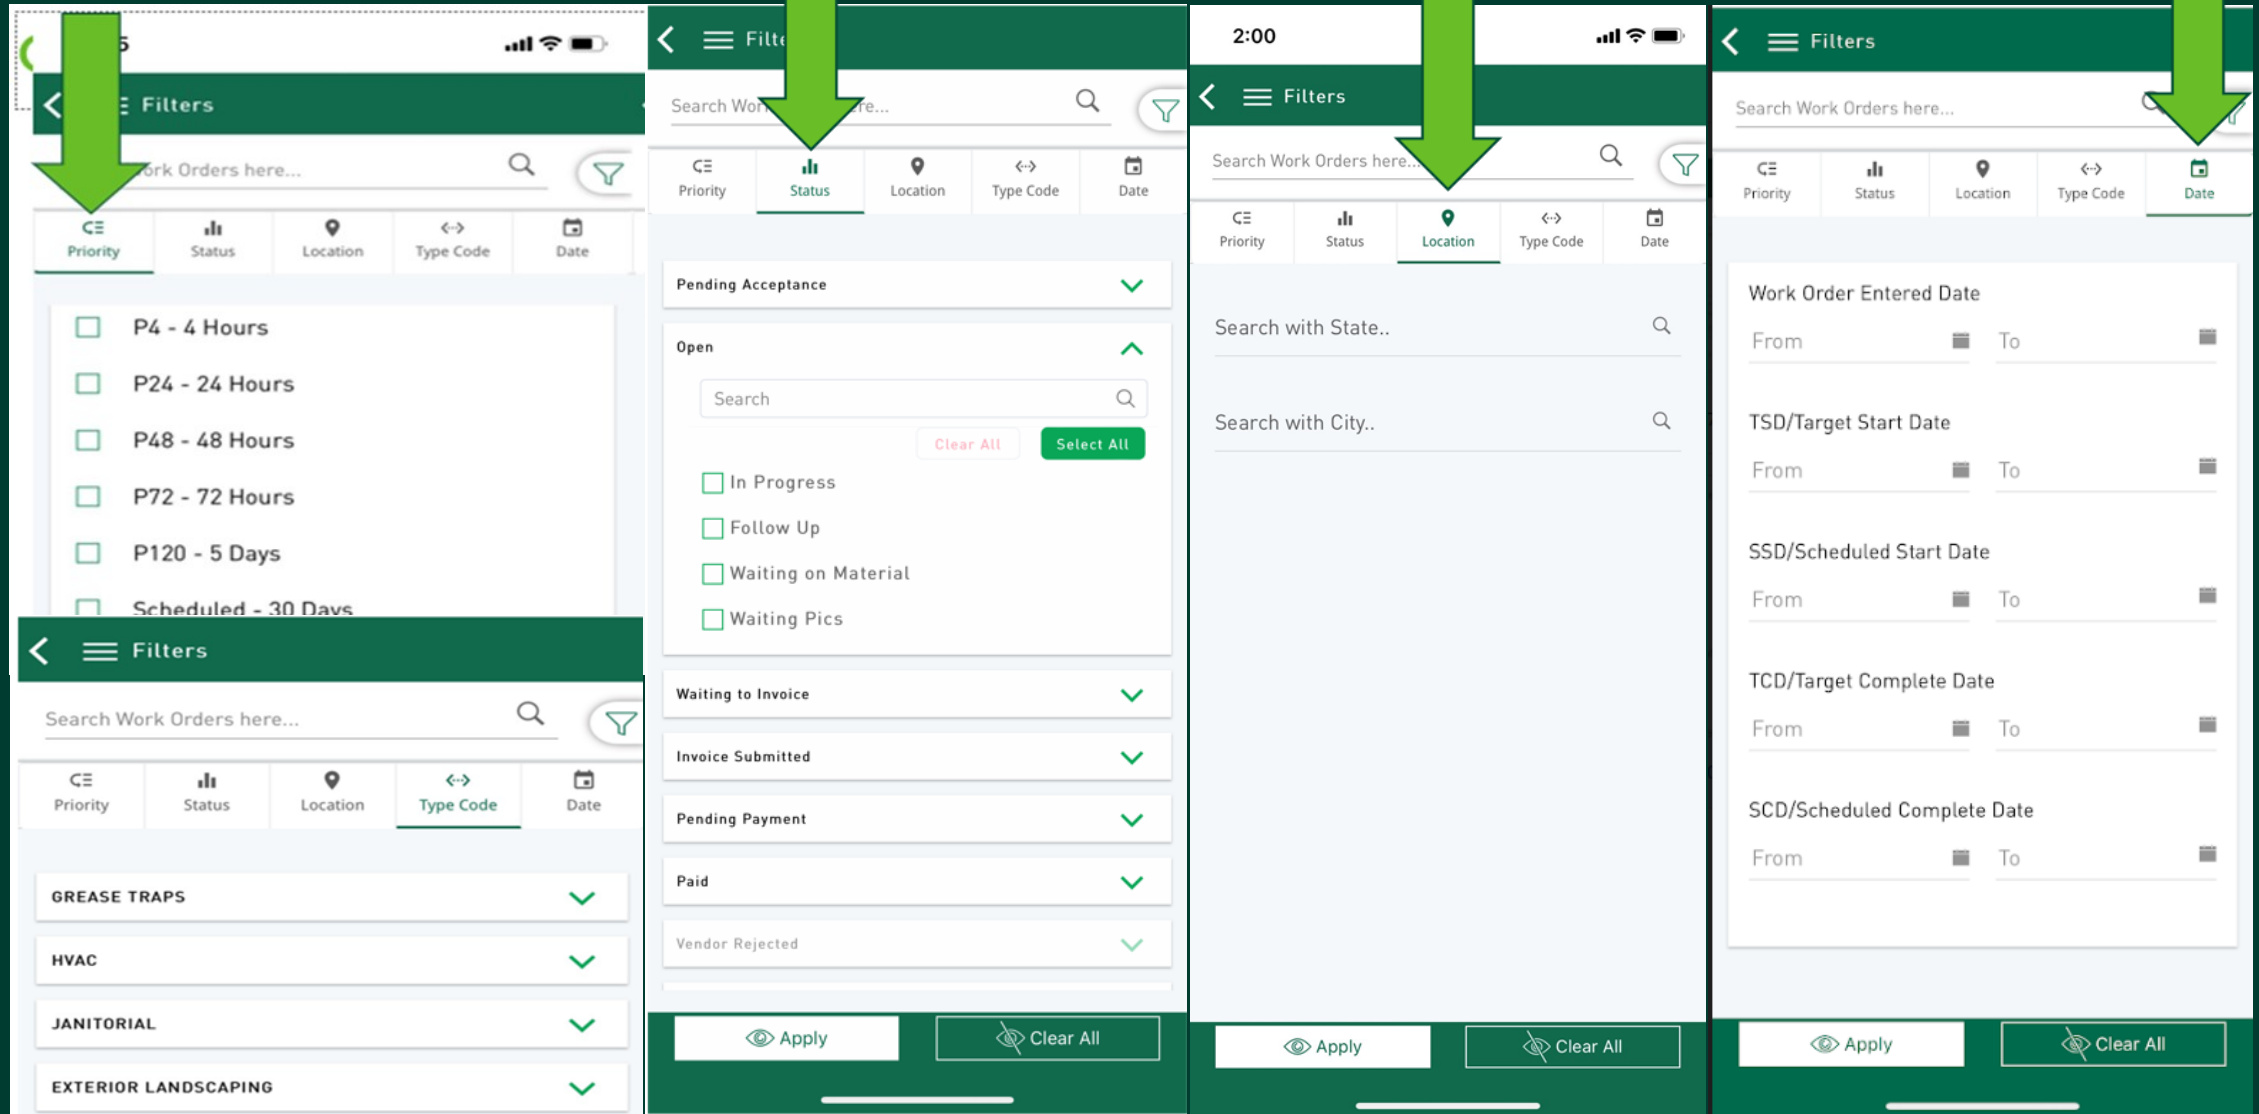 5
Filters
ork Orders here...
Priority Status Location Type Code Date
P4 - 4 Hours
P24 - 24 Hours
P48 - 48 Hours
P72 - 72 Hours
P120 - 5 Days
Scheduled - 30 Days
Filters
Search Work Orders here...
Priority Status Location Type Code Date
GREASE TRAPS
HVAC
JANITORIAL
EXTERIOR LANDSCAPING
Filte
Search Wor re...
Priority Status Location Type Code Date
Pending Acceptance
Open
Search
Clear All Select All
In Progress
Follow Up
Waiting on Material
Waiting Pics
Waiting to Invoice
Invoice Submitted
Pending Payment
Paid
Vendor Rejected
Apply Clear All
2:00
Filters
Search Work Orders here...
Priority Status Location Type Code Date
Search with State..
Search with City..
Apply Clear All
Filters
Search Work Orders here...
Priority Status Location Type Code Date
Work Order Entered Date
From To
TSD/Target Start Date
From To
SSD/Scheduled Start Date
From To
TCD/Target Complete Date
From To
SCD/Scheduled Complete Date
From To
Apply Clear All